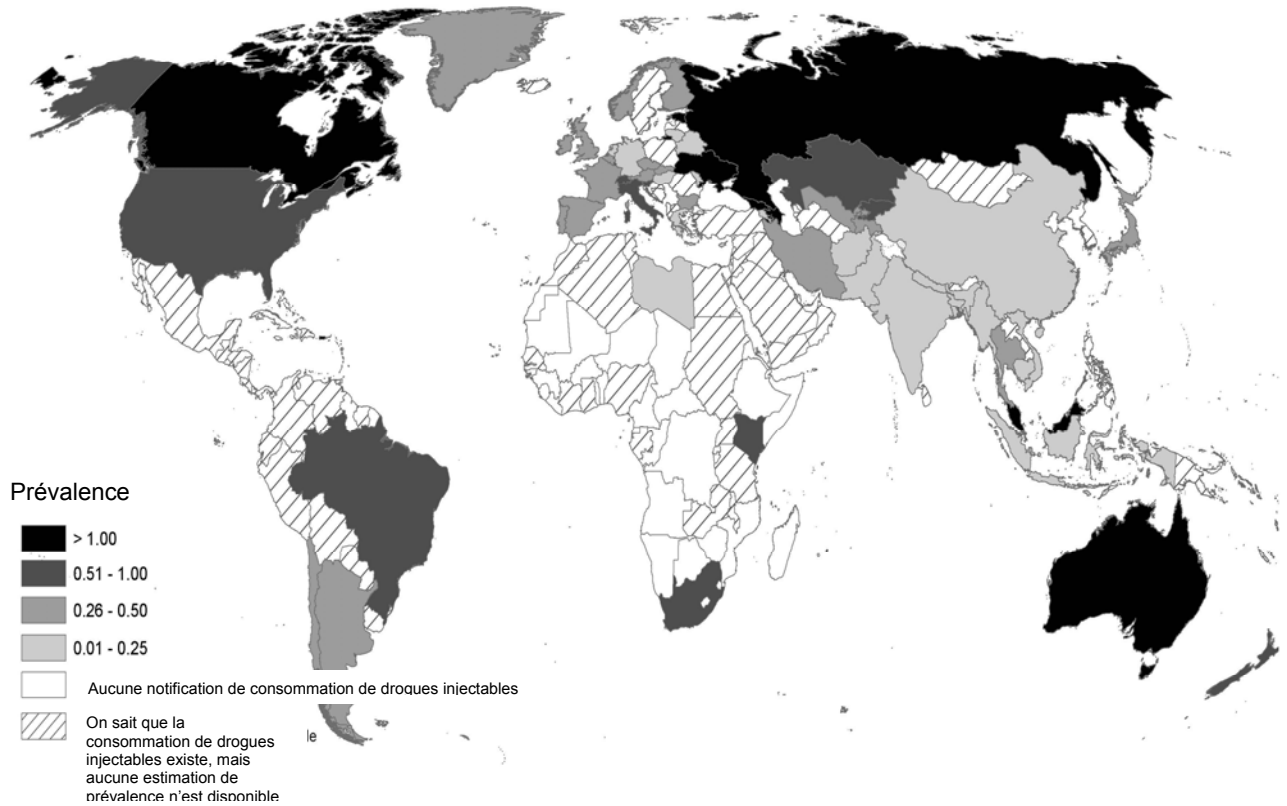 Prévalence
> 1.00
0.51 - 1.00
0.26 - 0.50
0.01 - 0.25
Aucune notification de consommation de drogues injectables
On sait que la
consommation de drogues
injectables existe, mais
aucune estimation de
prévalence n'est disponible
le